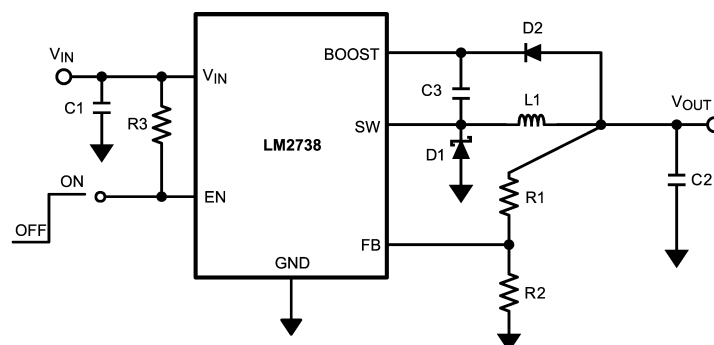 D2
BOOST
VIN
VIN
C1
R3
C3
L1
VOUT
SW
LM2738
D1
ON
EN
R1
C2
OFF
FB
GND
R2